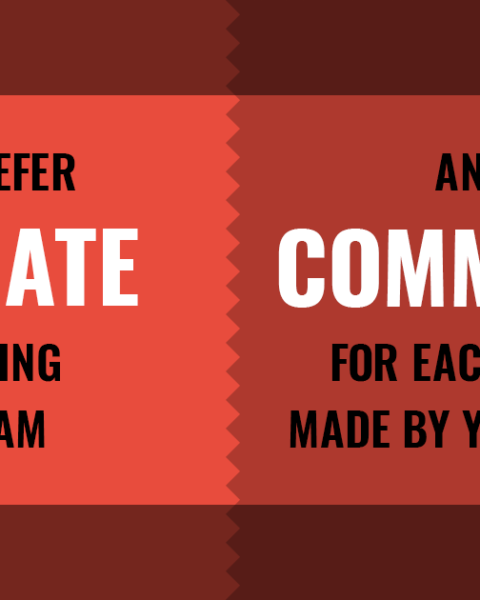 EFER
ATE
ING
AM
AN
COMM
FOR EAC
MADE BY Y